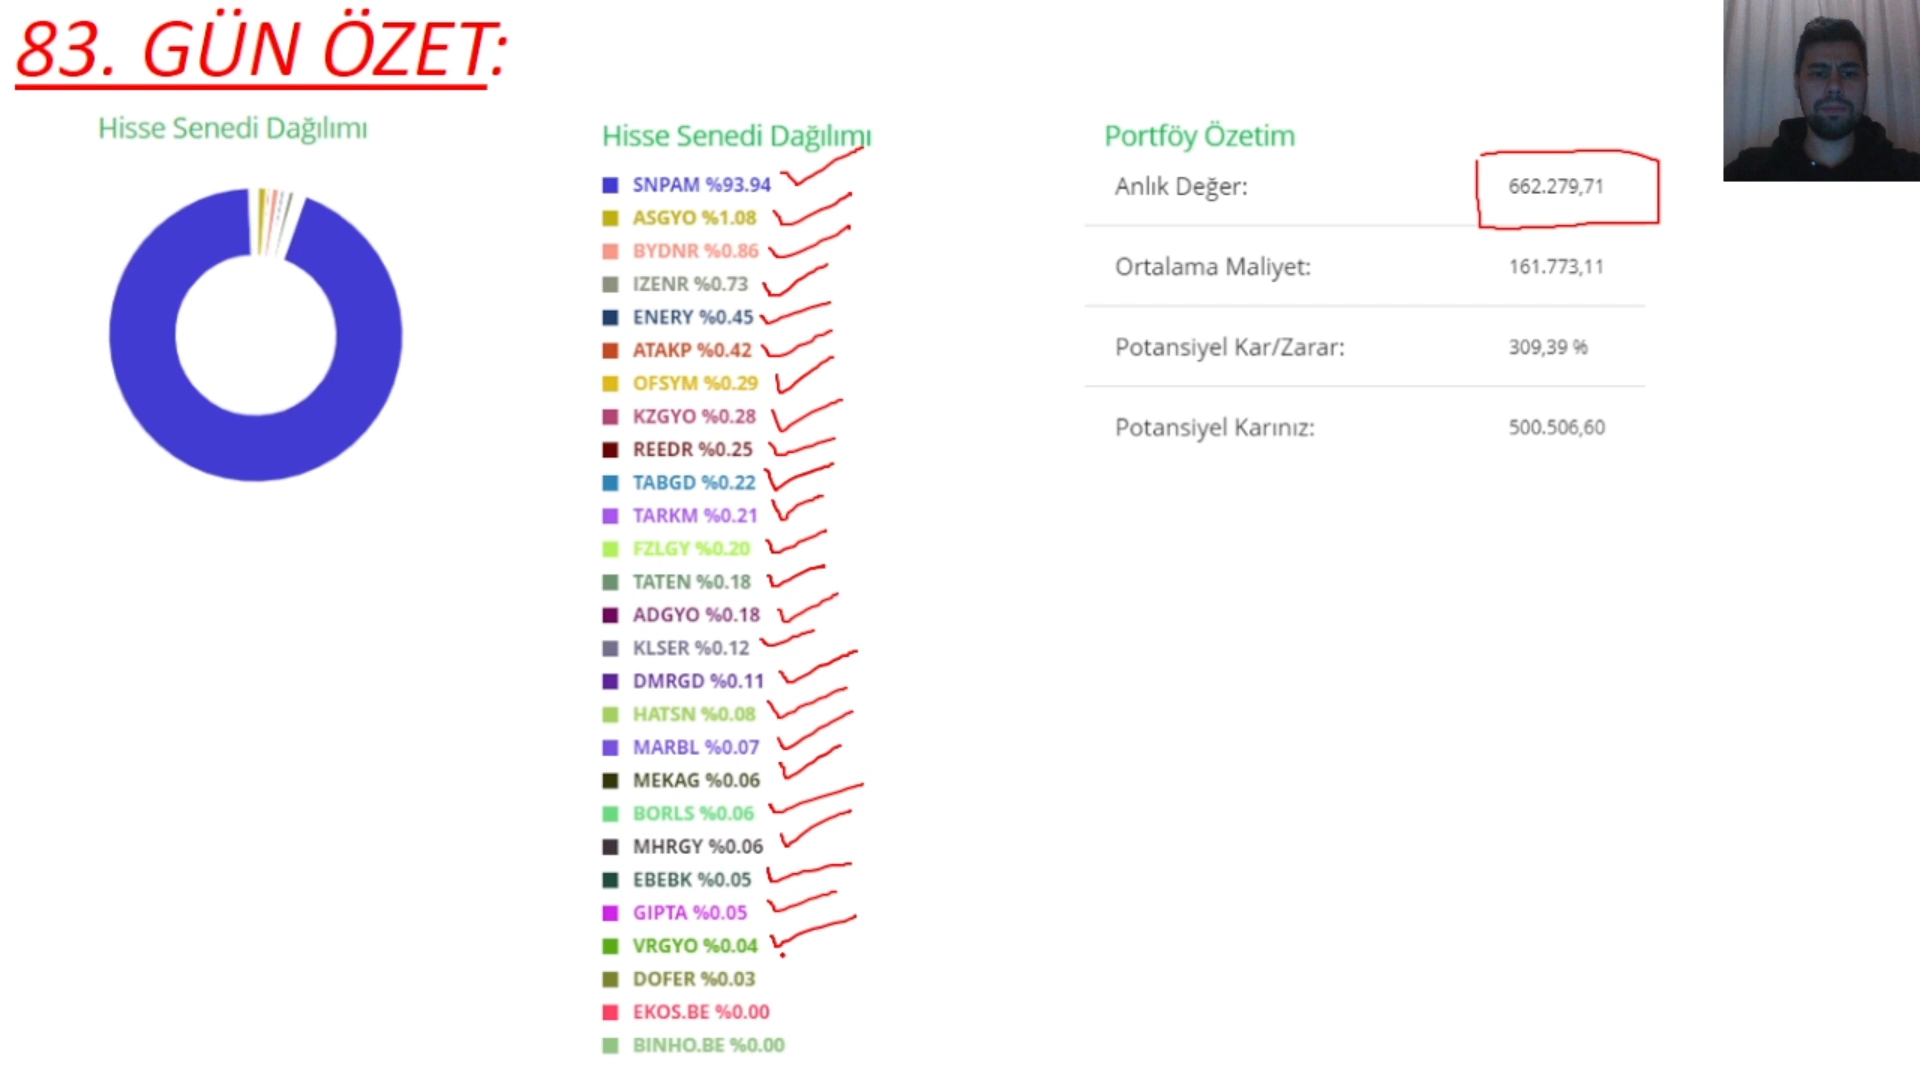 83. GÜN ÖZET:
Hisse Senedi Dağılımı
Hisse Senedi Dağılımı
SNPAM %93.94
ASGYO %1.08
BYDNR %0.86
IZENR %0.73
ENERY %0.45
ATAKP %0.42
OFSYM %0.29
KZGYO %0.28
REEDR %0.25
TABGD %0.22
TARKM %0.21
FZLGY %0.20
TATEN %0.18
ADGYO %0.18
KLSER %0.12
DMRGD %0.11
HATSN %0.08
MARBL %0.07
MEKAG %0.06
BORLS %0.06
MHRGY %0.06
EBEBK %0.05
GIPTA %0.05
VRGYO %0.04
DOFER %0.03
EKOS.BE %0.00
BINHO.BE %0.00
Portföy Özetim
Anlık Değer: 662.279,71
Ortalama Maliyet: 161.773,11
Potansiyel Kar/Zarar: 309,39 %
Potansiyel Karınız: 500.506,60